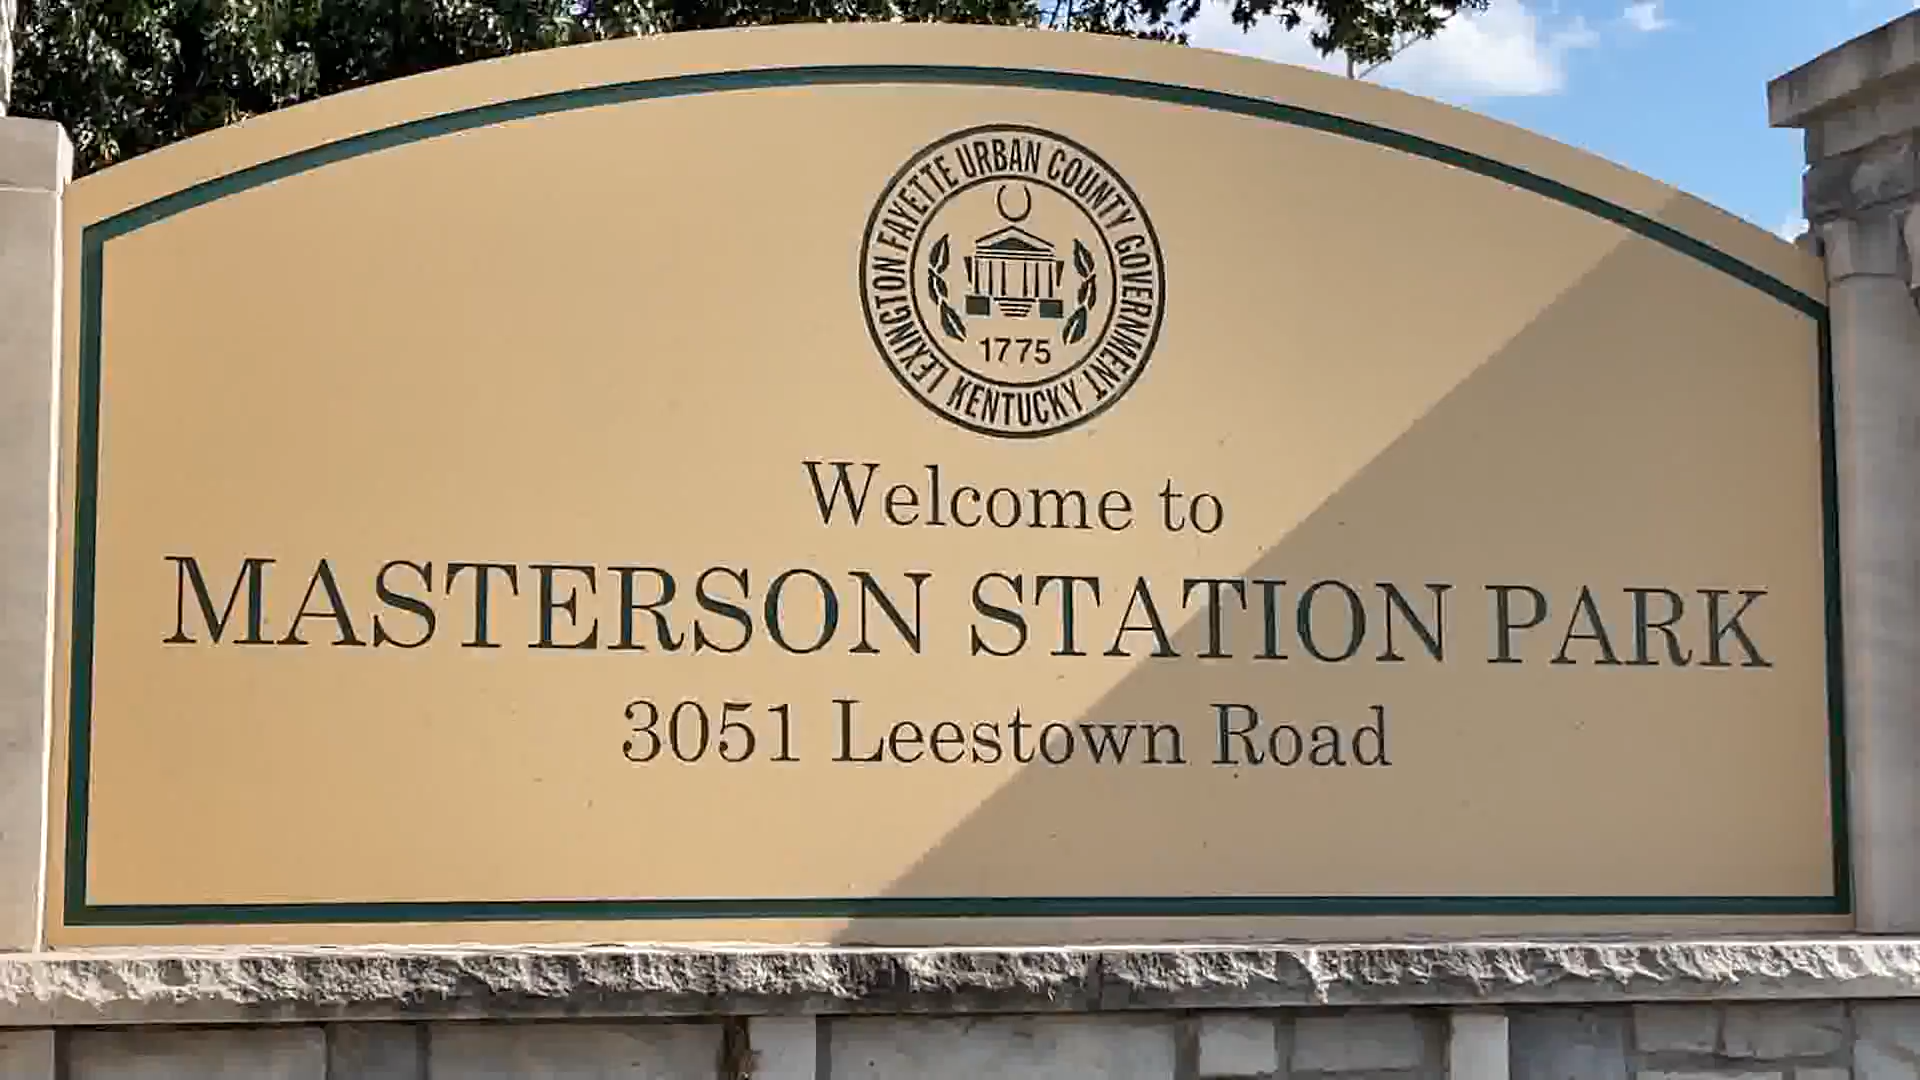 LEXINGTON FAYETTE URBAN COUNTY GOVERNMENT
KENTUCKY
1775
Welcome to
MASTERSON STATION PARK
3051 Leestown Road